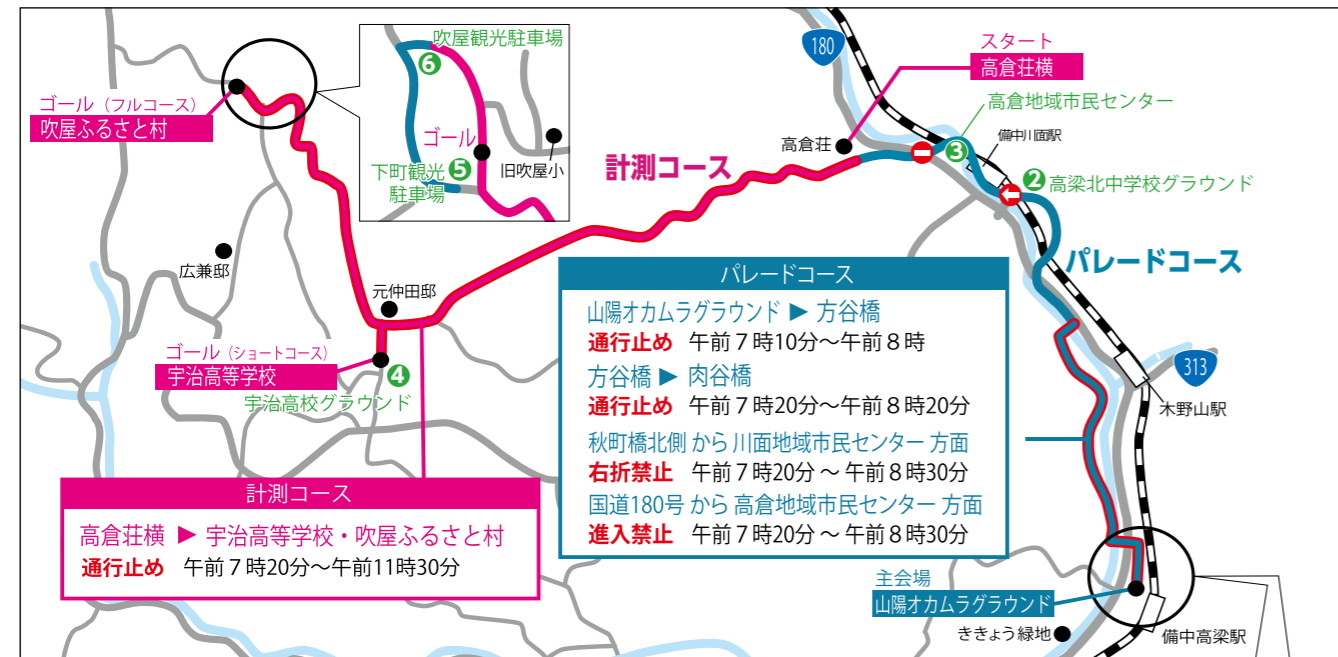 吹屋観光駐車場
6
ゴール
下町観光
駐車場
5
旧吹屋小
ゴール（フルコース）
吹屋ふるさと村
180
スタート
高倉荘横
高倉荘
高倉地域市民センター
3
備中川面駅
2
高梁北中学校グラウンド
計測コース
パレードコース
広兼邸
元仲田邸
ゴール（ショートコース）
宇治高等学校
4
宇治高校グラウンド
313
木野山駅
パレードコース
山陽オカムラグラウンド ▶ 方谷橋
通行止め 午前７時10分～午前８時
方谷橋 ▶ 肉谷橋
通行止め 午前７時20分～午前８時20分
秋町橋北側 から 川面地域市民センター 方面
右折禁止 午前７時20分 ～ 午前８時30分
国道180号 から 高倉地域市民センター 方面
進入禁止 午前７時20分 ～ 午前８時30分
計測コース
高倉荘横 ▶ 宇治高等学校・吹屋ふるさと村
通行止め 午前７時20分～午前11時30分
主会場
山陽オカムラグラウンド
ききょう緑地
備中高梁駅